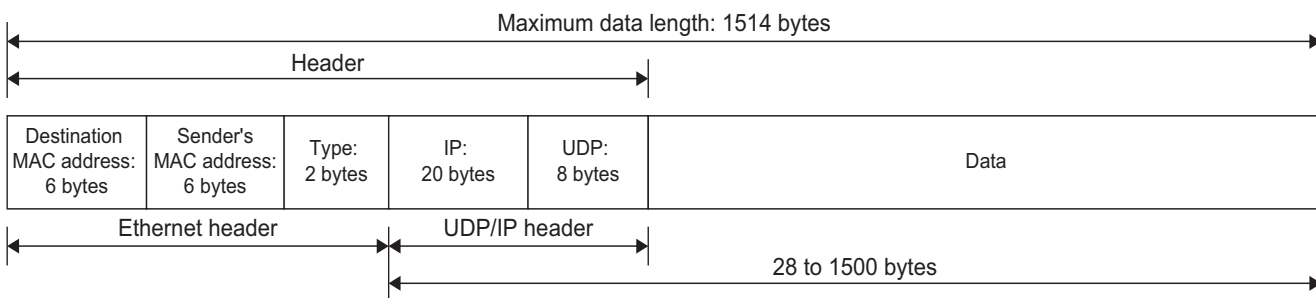 Maximum data length: 1514 bytes
Header
Destination
MAC address:
6 bytes
Sender's
MAC address:
6 bytes
Type:
2 bytes
IP:
20 bytes
UDP:
8 bytes
Data
Ethernet header
UDP/IP header
28 to 1500 bytes